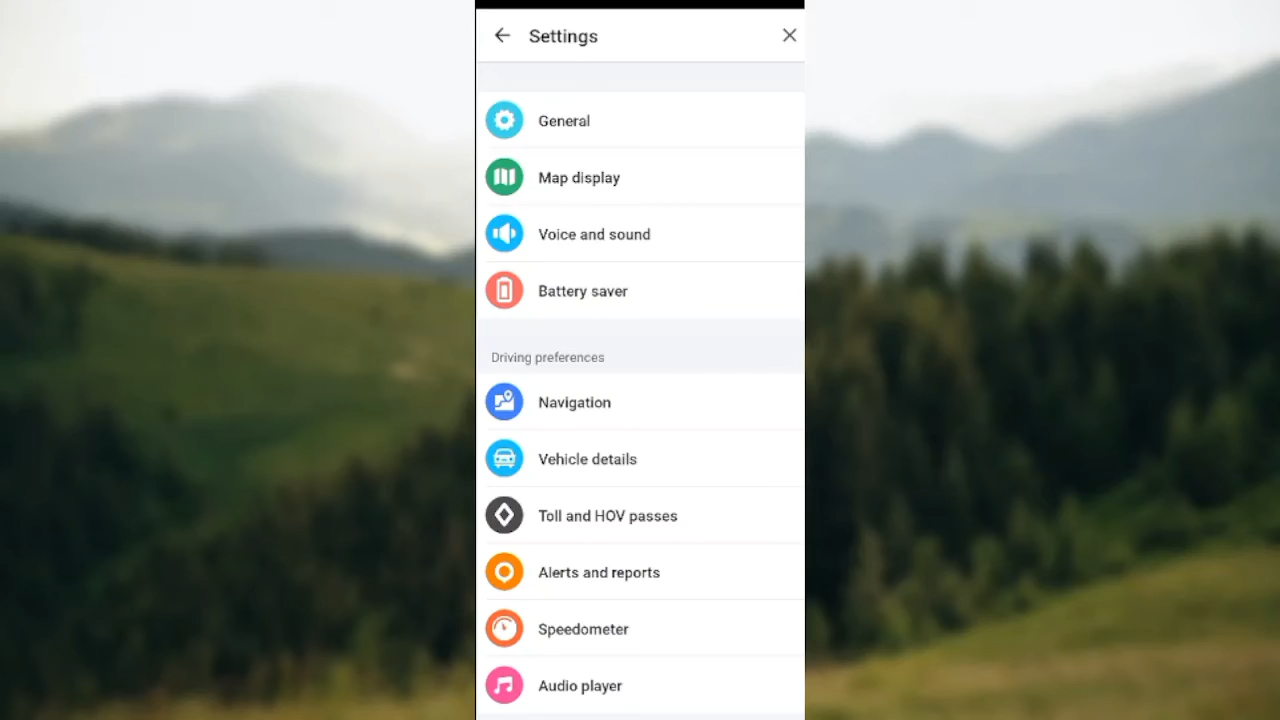 Settings
General
Map display
Voice and sound
Battery saver
Driving preferences
Navigation
Vehicle details
Toll and HOV passes
Alerts and reports
Speedometer
Audio player